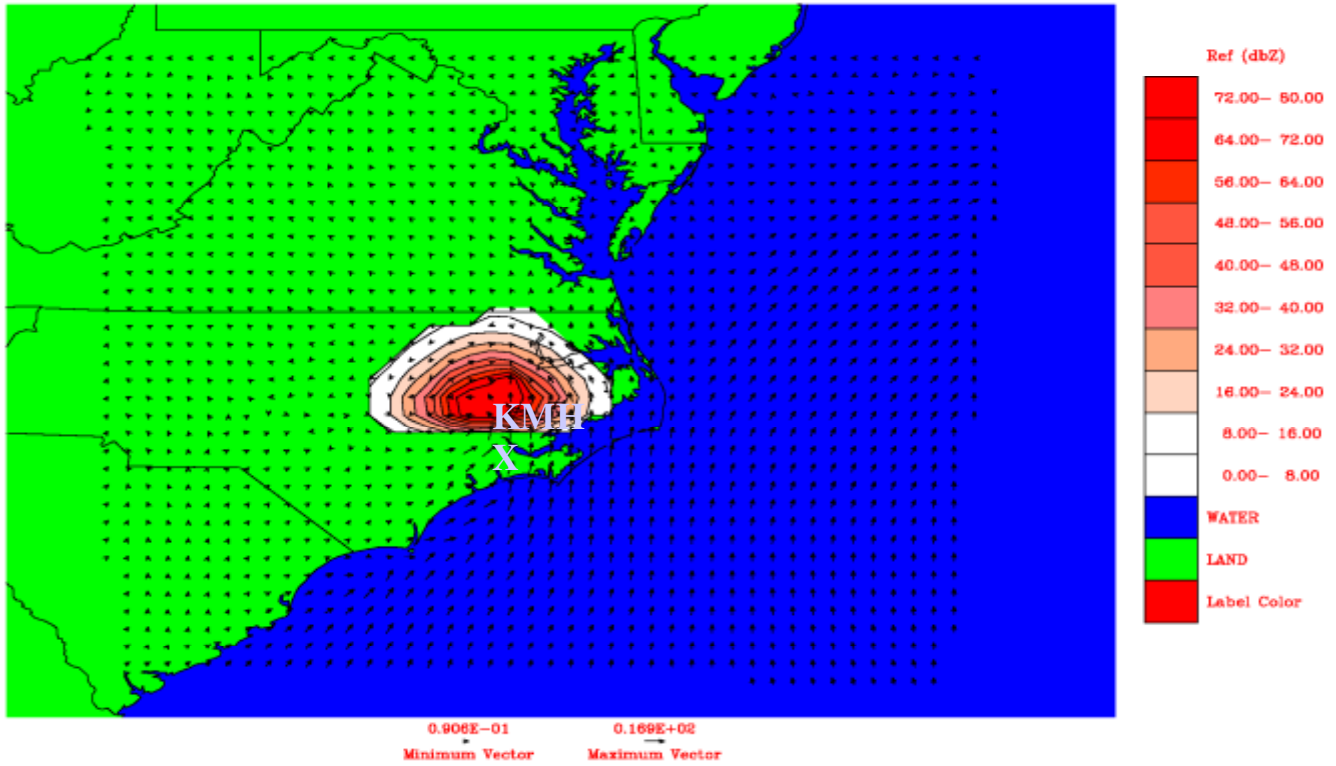 Ref (dbZ)
72.00– 80.00
64.00– 72.00
56.00– 64.00
48.00– 56.00
40.00– 48.00
32.00– 40.00
24.00– 32.00
16.00– 24.00
8.00– 16.00
0.00– 8.00
WATER
LAND
Label Color
KMH
X
0.906E–01
Minimum Vector
0.169E+02
Maximum Vector